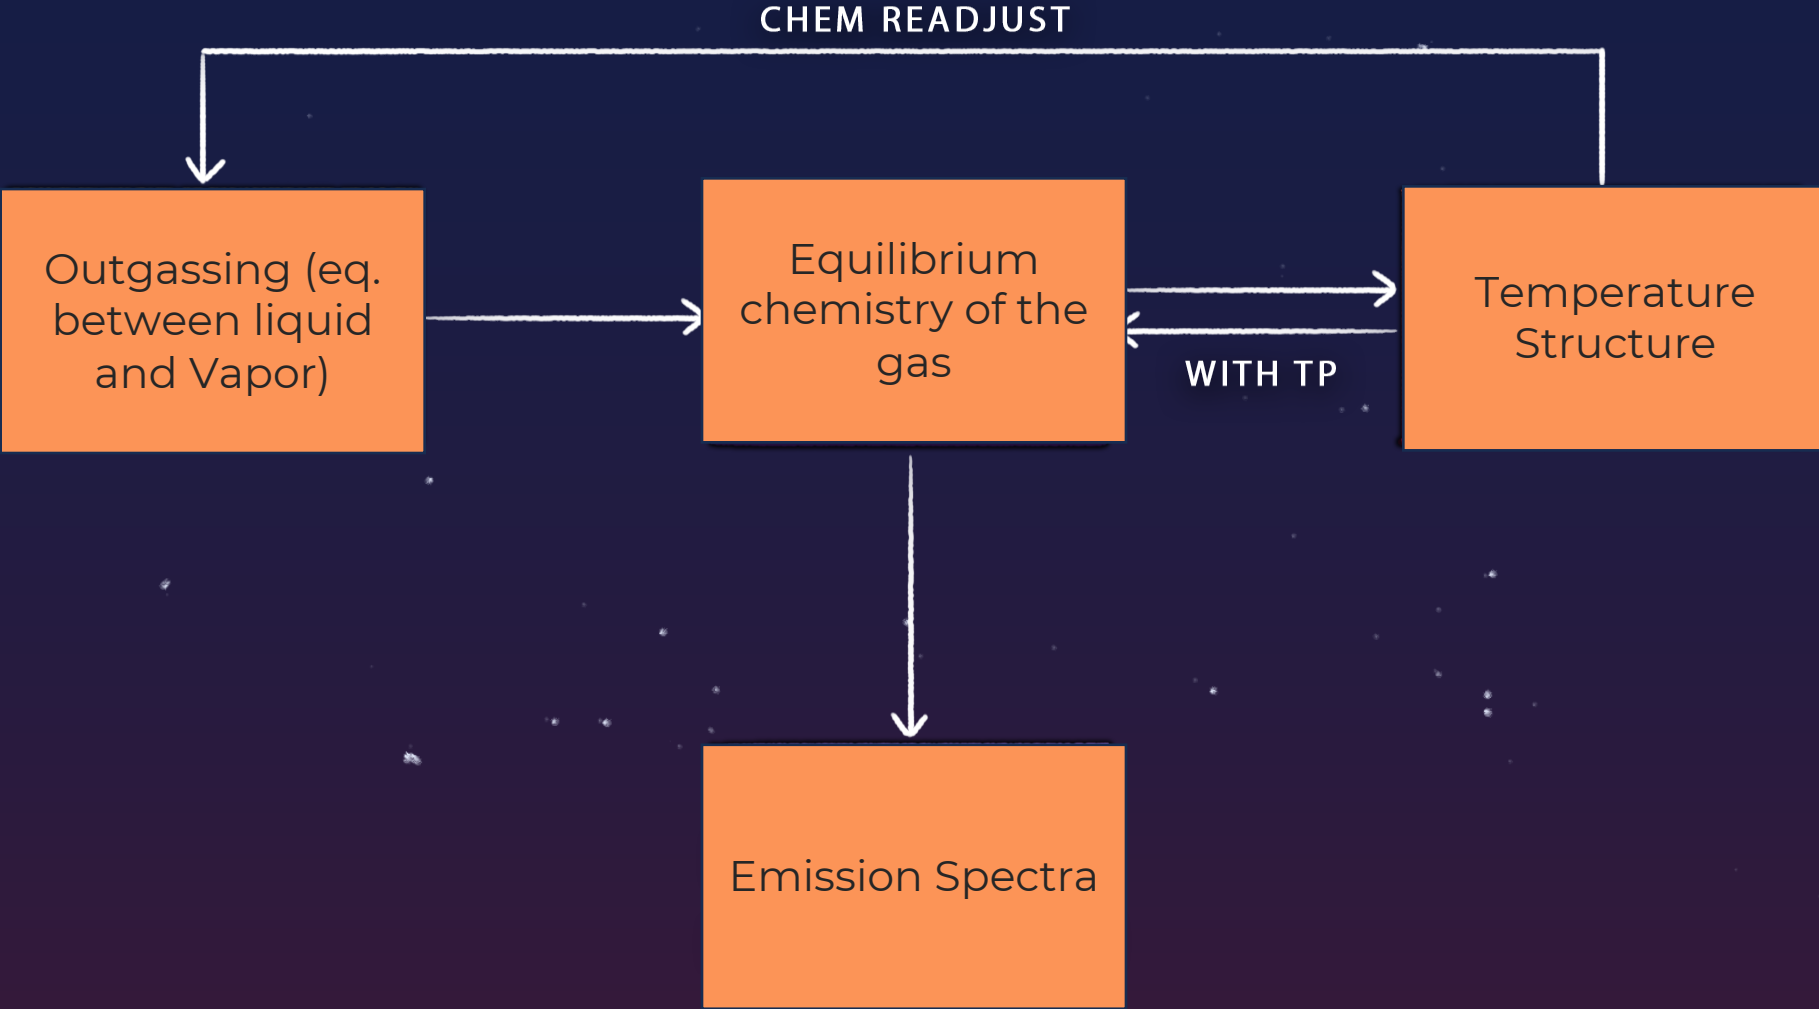 CHEM READJUST
Outgassing (eq.
between liquid
and Vapor)
Equilibrium
chemistry of the
gas
WITH TP
Temperature
Structure
Emission Spectra